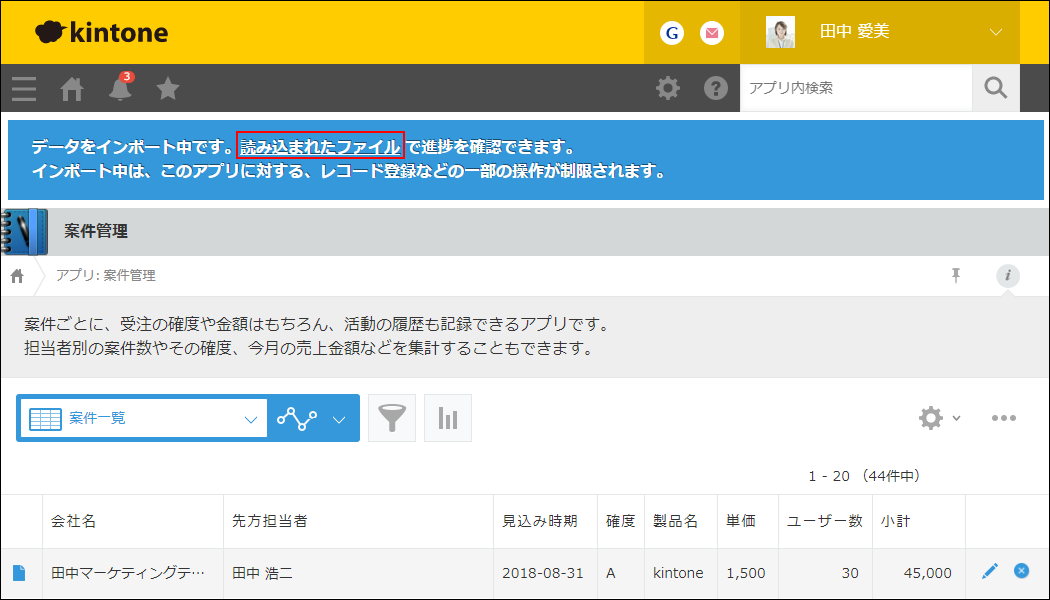 kintone
G
田中 愛美
3
?
アプリ内検索
データをインポート中です。読み込まれたファイル で進捗を確認できます。
インポート中は、このアプリに対する、レコード登録などの一部の操作が制限されます。
案件管理
アプリ: 案件管理
i
案件ごとに、受注の確度や金額はもちろん、活動の履歴も記録できるアプリです。
担当者別の案件数やその確度、今月の売上金額などを集計することもできます。
案件一覧
1 - 20 （44件中）
会社名 先方担当者 見込み時期 確度 製品名 単価 ユーザー数 小計
田中マーケティングテ… 田中 浩二 2018-08-31 A kintone 1,500 30 45,000